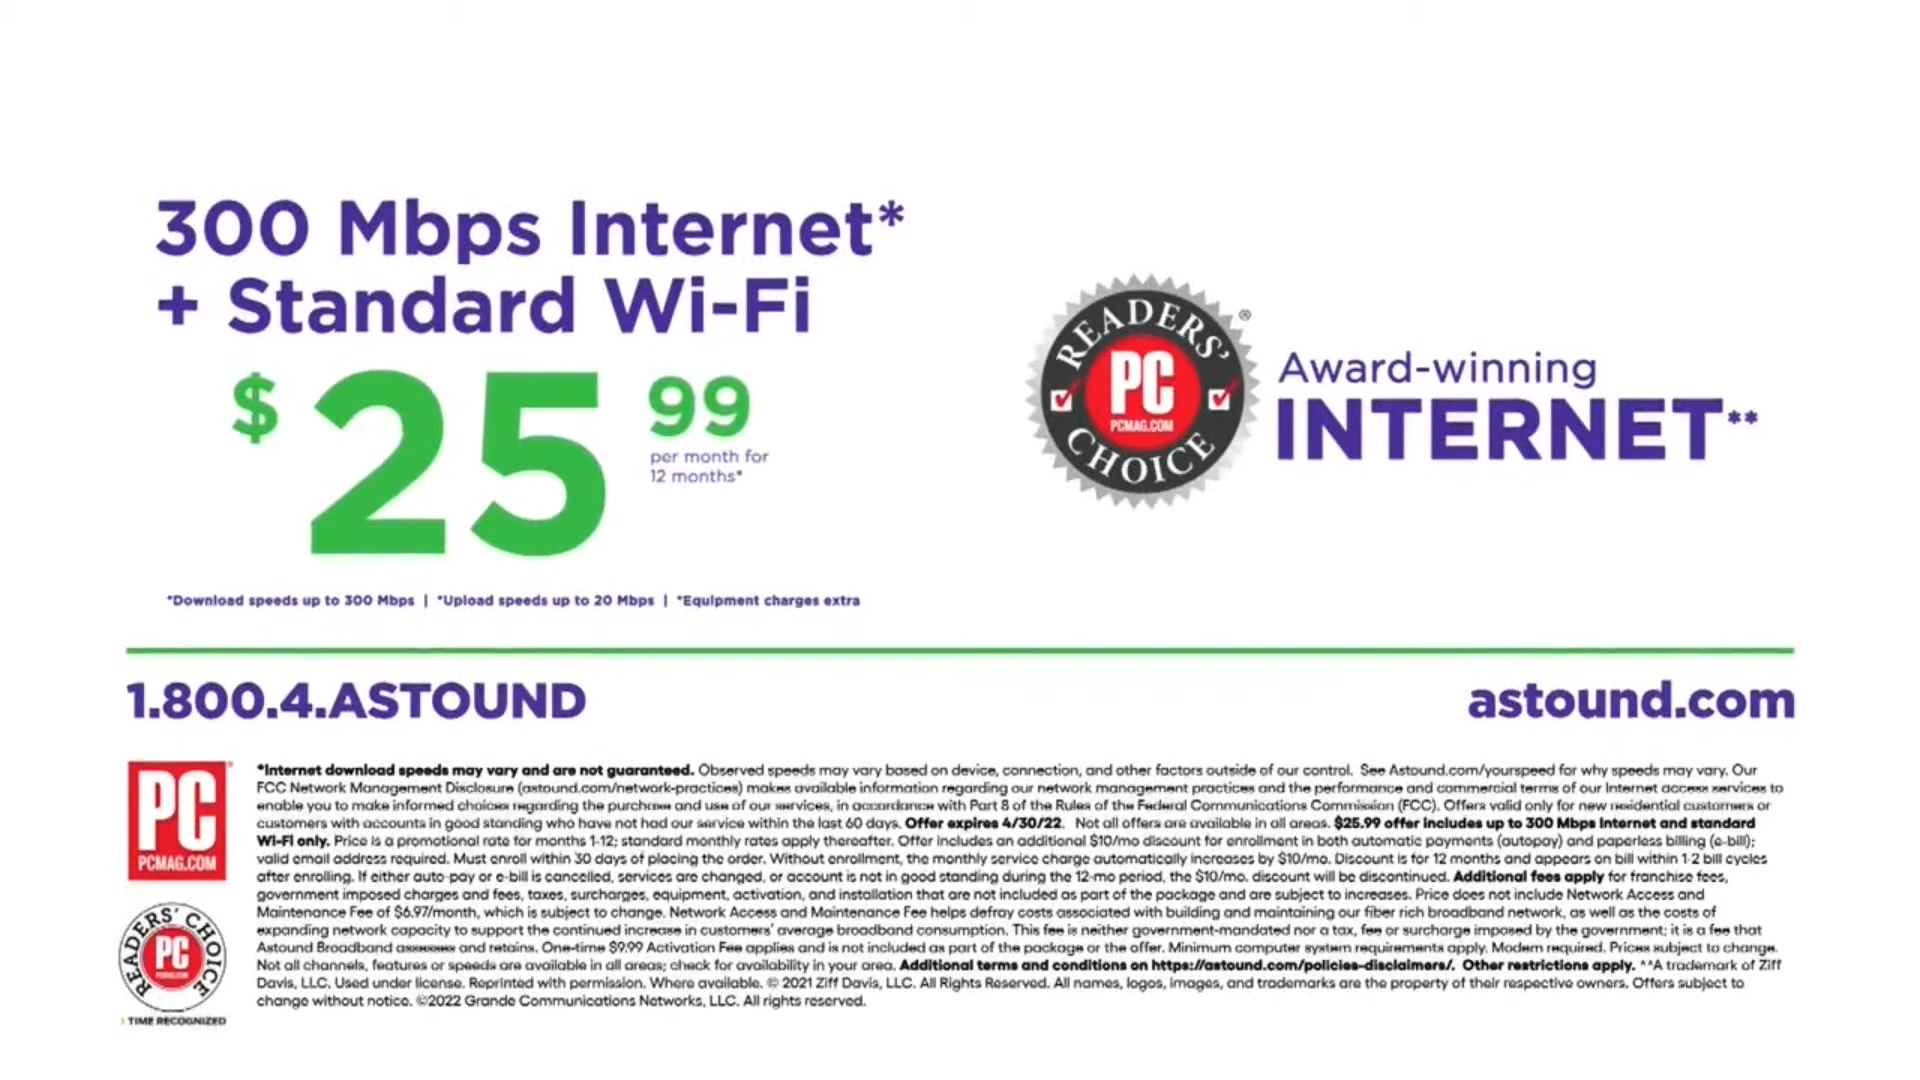 300 Mbps Internet*
+ Standard Wi-Fi
$25 99
per month for
12 months*
READERS' CHOICE
®
PC
PCMAG.COM
Award-winning
INTERNET**
*Download speeds up to 300 Mbps | *Upload speeds up to 20 Mbps | *Equipment charges extra
1.800.4.ASTOUND
astound.com
PC
PCMAG.COM
READERS' CHOICE
PC
TIME RECOGNIZED
*Internet download speeds may vary and are not guaranteed. Observed speeds may vary based on device, connection, and other factors outside of our control. See Astound.com/yourspeed for why speeds may vary. Our
FCC Network Management Disclosure (astound.com/network-practices) makes available information regarding our network management practices and the performance and commercial terms of our Internet access services to
enable you to make informed choices regarding the purchase and use of our services, in accordance with Part 8 of the Rules of the Federal Communications Commission (FCC). Offers valid only for new residential customers or
customers with accounts in good standing who have not had our service within the last 60 days. Offer expires 4/30/22. Not all offers are available in all areas. $25.99 offer includes up to 300 Mbps Internet and standard
Wi-Fi only. Price is a promotional rate for months 1-12; standard monthly rates apply thereafter. Offer includes an additional $10/mo discount for enrollment in both automatic payments (autopay) and paperless billing (e-bill);
valid email address required. Must enroll within 30 days of placing the order. Without enrollment, the monthly service charge automatically increases by $10/mo. Discount is for 12 months and appears on bill within 1-2 bill cycles
after enrolling. If either auto-pay or e-bill is cancelled, services are changed, or account is not in good standing during the 12-mo period, the $10/mo. discount will be discontinued. Additional fees apply for franchise fees,
government imposed charges and fees, taxes, surcharges, equipment, activation, and installation that are not included as part of the package and are subject to increases. Price does not include Network Access and
Maintenance Fee of $6.97/month, which is subject to change. Network Access and Maintenance Fee helps defray costs associated with building and maintaining our fiber rich broadband network, as well as the costs of
expanding network capacity to support the continued increase in customers' average broadband consumption. This fee is neither government-mandated nor a tax, fee or surcharge imposed by the government; it is a fee that
Astound Broadband assesses and retains. One-time $9.99 Activation Fee applies and is not included as part of the package or the offer. Minimum computer system requirements apply. Modem required. Prices subject to change.
Not all channels, features or speeds are available in all areas; check for availability in your area. Additional terms and conditions on https://astound.com/policies-disclaimers/. Other restrictions apply. **A trademark of Ziff
Davis, LLC. Used under license. Reprinted with permission. Where available. © 2021 Ziff Davis, LLC. All Rights Reserved. All names, logos, images, and trademarks are the property of their respective owners. Offers subject to
change without notice. ©2022 Grande Communications Networks, LLC. All rights reserved.